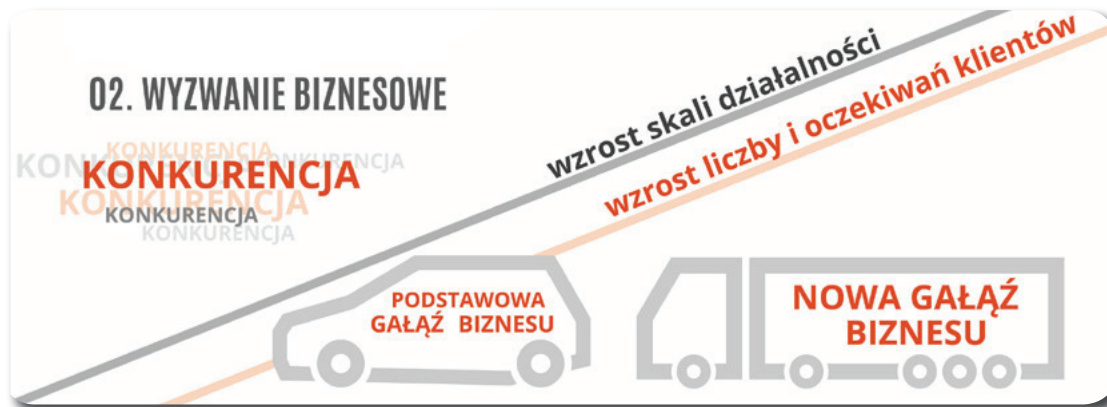 02. WYZWANIE BIZNESOWE
KONKURENCJA
KONKURENCJA
KONKURENCJA
KONKURENCJA
KONKURENCJA
KONKURENCJA
KONKURENCJA
wzrost skali działalności
wzrost liczby i oczekiwań klientów
PODSTAWOWA
GAŁĄŹ BIZNESU
NOWA GAŁĄŹ
BIZNESU